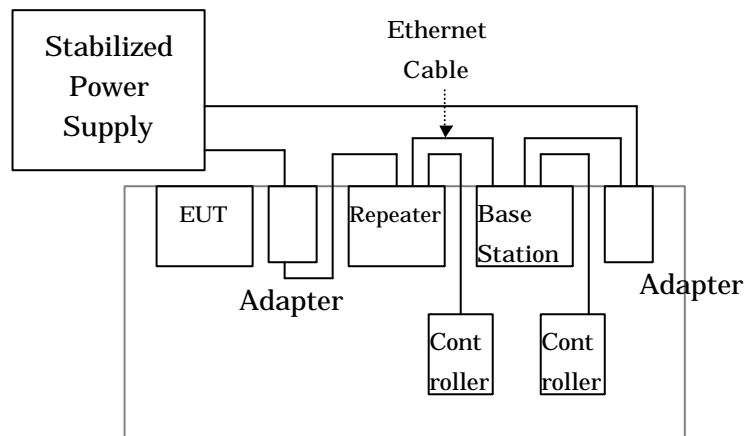 Stabilized
Power
Supply
Ethernet
Cable
EUT
Repeater
Base
Station
Adapter
Adapter
Cont
roller
Cont
roller